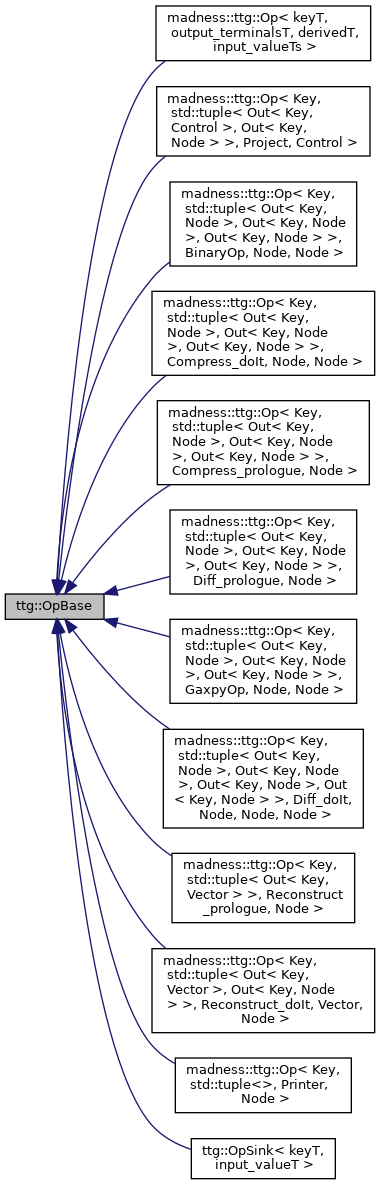 madness::ttg::Op< keyT,
output_terminalsT, derivedT,
input_valueTs >
madness::ttg::Op< Key,
std::tuple< Out< Key,
Control >, Out< Key,
Node > >, Project, Control >
madness::ttg::Op< Key,
std::tuple< Out< Key,
Node >, Out< Key, Node
>, Out< Key, Node > >,
BinaryOp, Node, Node >
madness::ttg::Op< Key,
std::tuple< Out< Key,
Node >, Out< Key, Node
>, Out< Key, Node > >,
Compress_doIt, Node, Node >
madness::ttg::Op< Key,
std::tuple< Out< Key,
Node >, Out< Key, Node
>, Out< Key, Node > >,
Compress_prologue, Node >
madness::ttg::Op< Key,
std::tuple< Out< Key,
Node >, Out< Key, Node
>, Out< Key, Node > >,
Diff_prologue, Node >
ttg::OpBase
madness::ttg::Op< Key,
std::tuple< Out< Key,
Node >, Out< Key, Node
>, Out< Key, Node > >,
GaxpyOp, Node, Node >
madness::ttg::Op< Key,
std::tuple< Out< Key,
Node >, Out< Key, Node
>, Out< Key, Node >, Out
< Key, Node > >, Diff_doIt,
Node, Node, Node >
madness::ttg::Op< Key,
std::tuple< Out< Key,
Vector > >, Reconstruct
_prologue, Node >
madness::ttg::Op< Key,
std::tuple< Out< Key,
Vector >, Out< Key, Node
> >, Reconstruct_doIt, Vector,
Node >
madness::ttg::Op< Key,
std::tuple<>, Printer,
Node >
ttg::OpSink< keyT,
input_valueT >